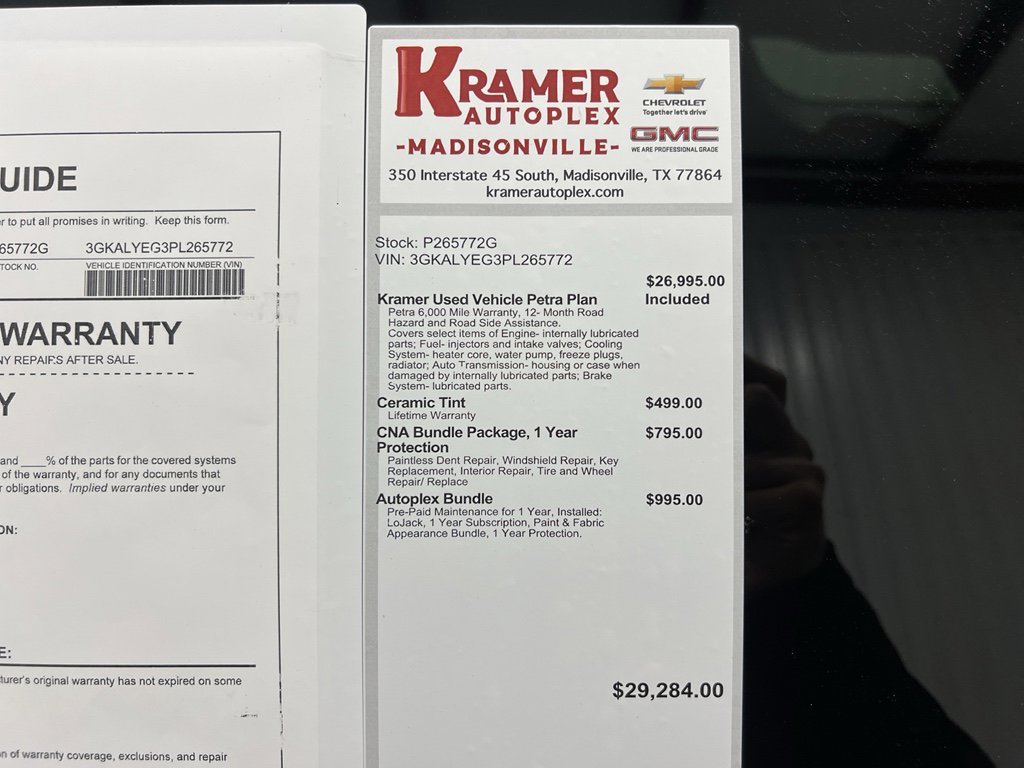 UIDE
er to put all promises in writing. Keep this form.
65772G 3GKALYEG3PL265772
TOCK NO. VEHICLE IDENTIFICATION NUMBER (VIN)
WARRANTY
NY REPAIRS AFTER SALE.
Y
and ____% of the parts for the covered systems
of the warranty, and for any documents that
r obligations. Implied warranties under your
ON:
E:
turer's original warranty has not expired on some
n of warranty coverage, exclusions, and repair
KRAMER
AUTOPLEX
-MADISONVILLE-
CHEVROLET
Together let's drive
GMC
WE ARE PROFESSIONAL GRADE
350 Interstate 45 South, Madisonville, TX 77864
kramerautoplex.com
Stock: P265772G
VIN: 3GKALYEG3PL265772
$26,995.00
Kramer Used Vehicle Petra Plan Included
Petra 6,000 Mile Warranty, 12- Month Road
Hazard and Road Side Assistance.
Covers select items of Engine- internally lubricated
parts; Fuel- injectors and intake valves; Cooling
System- heater core, water pump, freeze plugs,
radiator; Auto Transmission- housing or case when
damaged by internally lubricated parts; Brake
System- lubricated parts.
Ceramic Tint $499.00
Lifetime Warranty
CNA Bundle Package, 1 Year $795.00
Protection
Paintless Dent Repair, Windshield Repair, Key
Replacement, Interior Repair, Tire and Wheel
Repair/ Replace
Autoplex Bundle $995.00
Pre-Paid Maintenance for 1 Year, Installed:
LoJack, 1 Year Subscription, Paint & Fabric
Appearance Bundle, 1 Year Protection.
$29,284.00